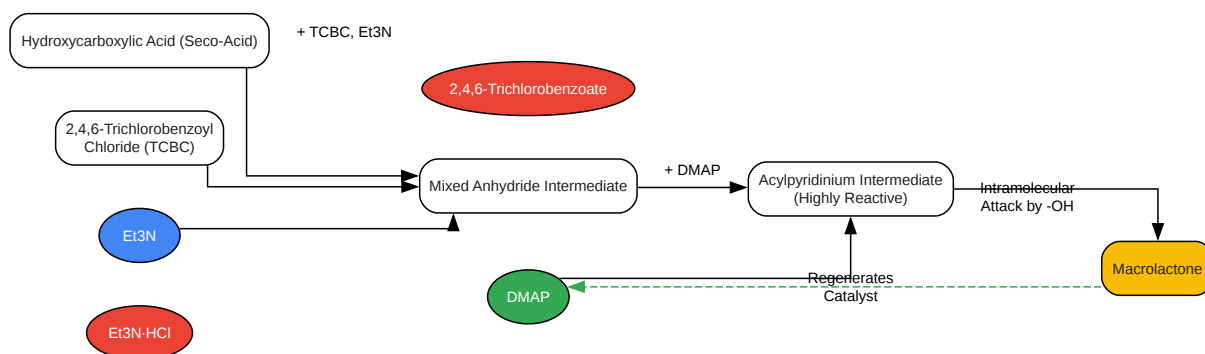 Hydroxycarboxylic Acid (Seco-Acid)
+ TCBC, Et3N
2,4,6-Trichlorobenzoate
2,4,6-Trichlorobenzoyl
Chloride (TCBC)
Mixed Anhydride Intermediate
+ DMAP
Acylpyridinium Intermediate
(Highly Reactive)
Intramolecular
Attack by -OH
Et3N
Macrolactone
Regenerates
Catalyst
DMAP
Et3N·HCl